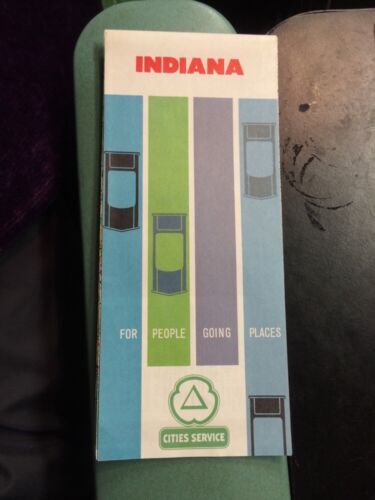 INDIANA
FOR PEOPLE GOING PLACES
CITIES SERVICE